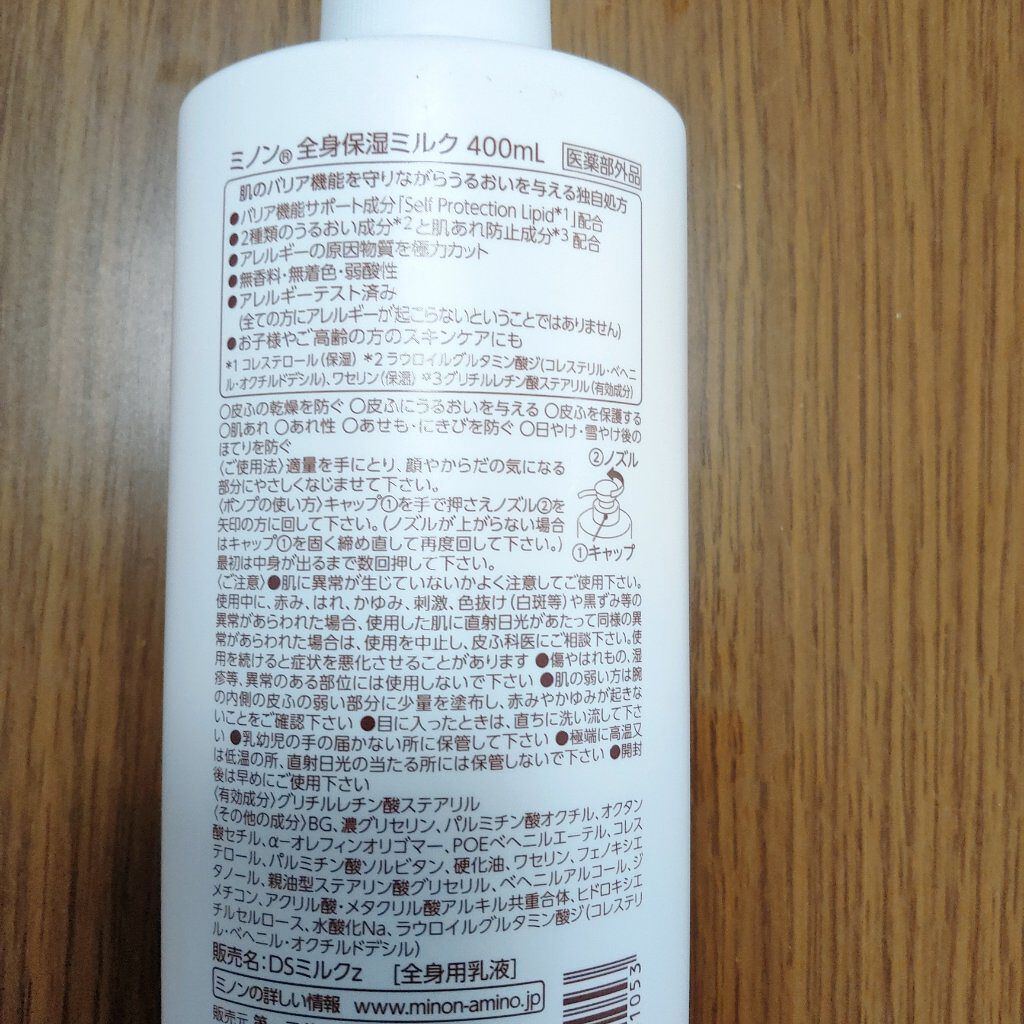 ミノン® 全身保湿ミルク 400mL 医薬部外品
肌のバリア機能を守りながらうるおいを与える独自処方
●バリア機能サポート成分「Self Protection Lipid*1」配合
●2種類のうるおい成分*2と肌あれ防止成分*3配合
●アレルギーの原因物質を極力カット
●無香料・無着色・弱酸性
●アレルギーテスト済み
(全ての方にアレルギーが起こらないということではありません)
●お子様やご高齢の方のスキンケアにも
*1 コレステロール(保湿) *2 ラウロイルグルタミン酸ジ(コレステリル・ベヘニ
ル・オクチルドデシル)、ワセリン(保湿) *3 グリチルレチン酸ステアリル(有効成分)
○皮ふの乾燥を防ぐ ○皮ふにうるおいを与える ○皮ふを保護する
○肌あれ ○あれ性 ○あせも・にきびを防ぐ ○日やけ・雪やけ後の
ほてりを防ぐ
〈ご使用法〉適量を手にとり、顔やからだの気になる
部分にやさしくなじませて下さい。
〈ポンプの使い方〉キャップ①を手で押さえノズル②を
矢印の方に回して下さい。(ノズルが上がらない場合
はキャップ①を固く締め直して再度回して下さい。)
最初は中身が出るまで数回押して下さい。
②ノズル
①キャップ
〈ご注意〉●肌に異常が生じていないかよく注意してご使用下さい。
使用中に、赤み、はれ、かゆみ、刺激、色抜け(白斑等)や黒ずみ等の
異常があらわれた場合、使用した肌に直射日光があたって同様の異
常があらわれた場合は、使用を中止し、皮ふ科医にご相談下さい。使
用を続けると症状を悪化させることがあります ●傷やはれもの、湿
疹等、異常のある部位には使用しないで下さい ●肌の弱い方は腕
の内側の皮ふの弱い部分に少量を塗布し、赤みやかゆみが起きな
いことをご確認下さい ●目に入ったときは、直ちに洗い流して下さ
い ●乳幼児の手の届かない所に保管して下さい ●極端に高温又
は低温の所、直射日光の当たる所には保管しないで下さい ●開封
後は早めにご使用下さい
〈有効成分〉グリチルレチン酸ステアリル
〈その他の成分〉BG、濃グリセリン、パルミチン酸オクチル、オクタン
酸セチル、α-オレフィンオリゴマー、POEベヘニルエーテル、コレス
テロール、パルミチン酸ソルビタン、硬化油、ワセリン、フェノキシエ
タノール、親油型ステアリン酸グリセリル、ベヘニルアルコール、ジ
メチコン、アクリル酸・メタクリル酸アルキル共重合体、ヒドロキシエ
チルセルロース、水酸化Na、ラウロイルグルタミン酸ジ(コレステリ
ル・ベヘニル・オクチルドデシル)
販売名:DSミルクz [全身用乳液]
ミノンの詳しい情報 www.minon-amino.jp
販売元
1053